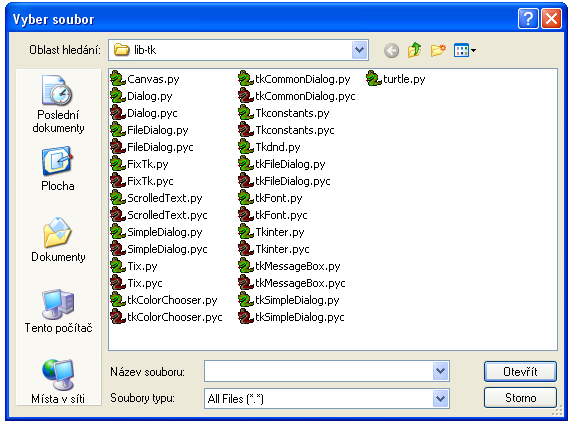 Vyber soubor
Oblast hledání:
lib-tk
Poslední
dokumenty
Plocha
Dokumenty
Tento počítač
Místa v síti
Canvas.py
Dialog.py
Dialog.pyc
FileDialog.py
FileDialog.pyc
FixTk.py
FixTk.pyc
ScrolledText.py
ScrolledText.pyc
SimpleDialog.py
SimpleDialog.pyc
Tix.py
Tix.pyc
tkColorChooser.py
tkColorChooser.pyc
tkCommonDialog.py
tkCommonDialog.pyc
Tkconstants.py
Tkconstants.pyc
Tkdnd.py
tkFileDialog.py
tkFileDialog.pyc
tkFont.py
tkFont.pyc
Tkinter.py
Tkinter.pyc
tkMessageBox.py
tkMessageBox.pyc
tkSimpleDialog.py
tkSimpleDialog.pyc
turtle.py
Název souboru:
Otevřít
Soubory typu:
All Files (*.*)
Storno